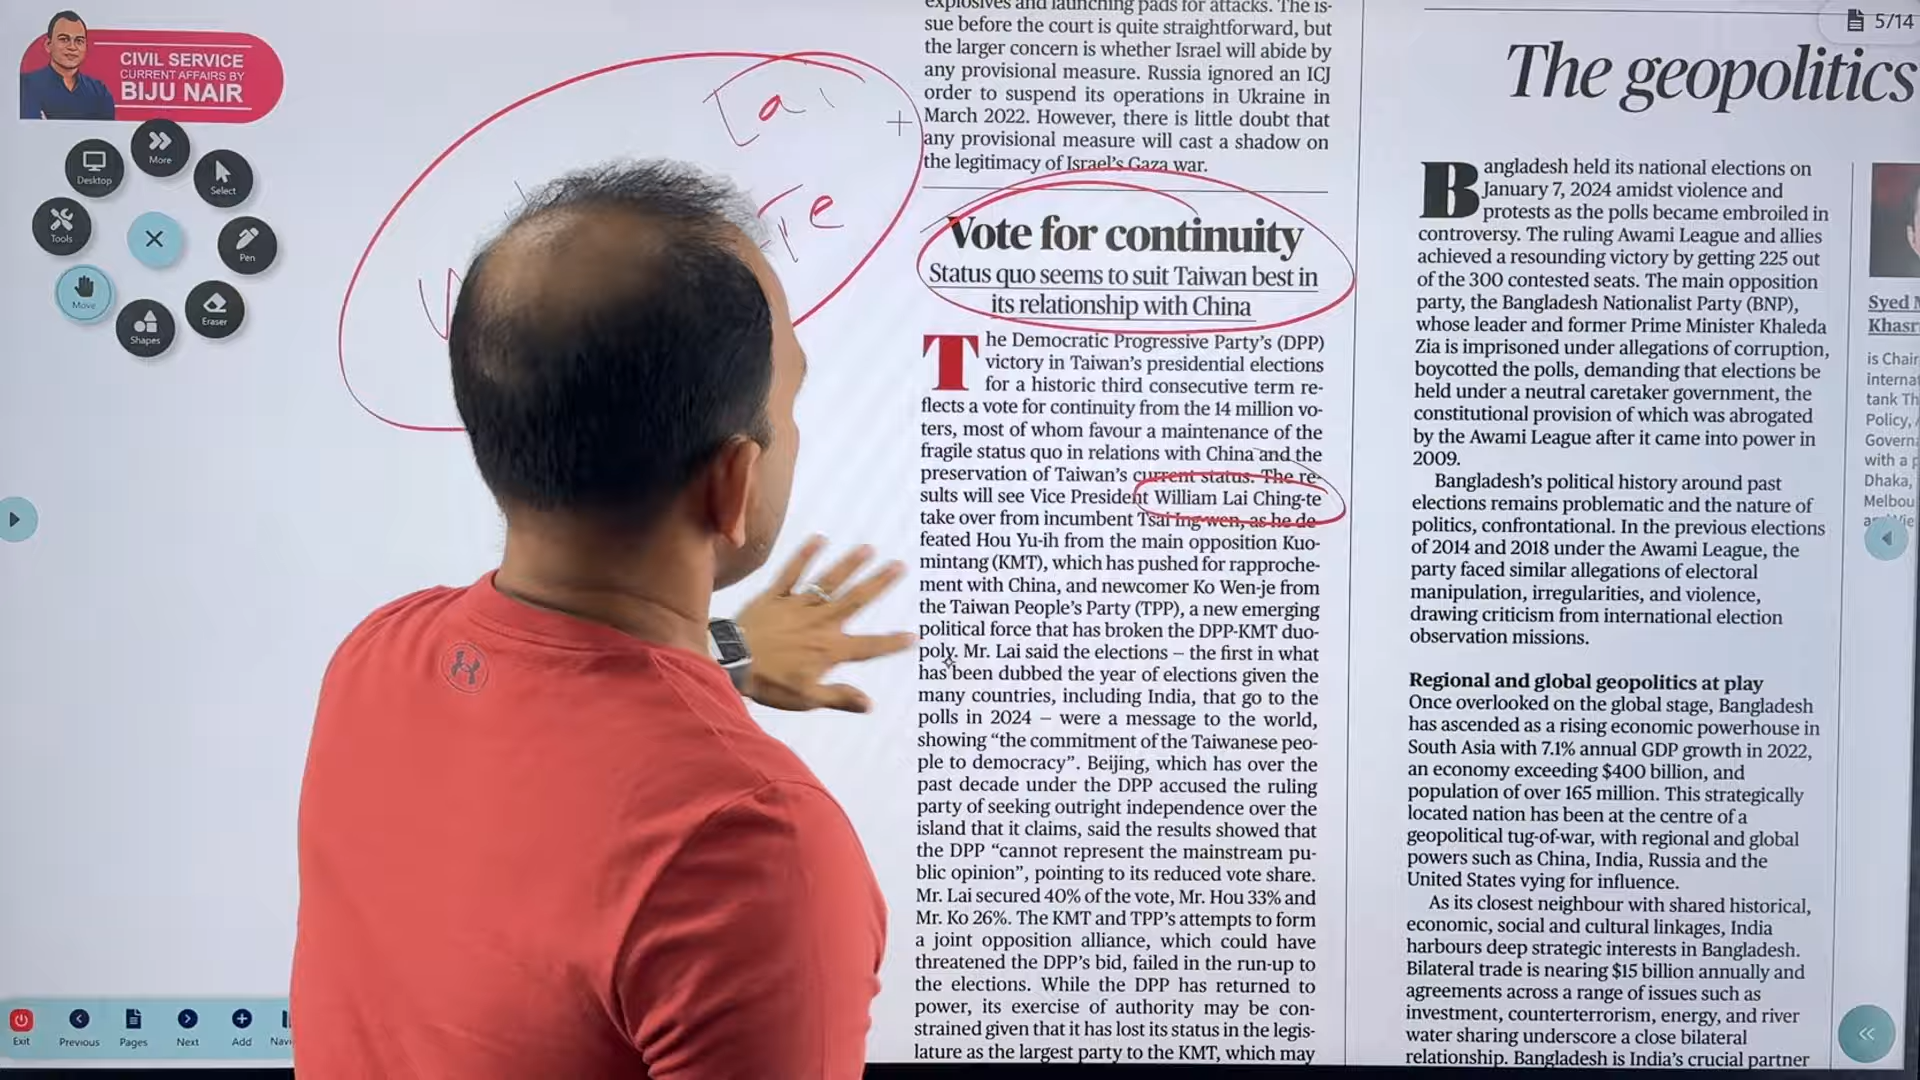 CIVIL SERVICE
CURRENT AFFAIRS BY
BIJU NAIR
More
Desktop
Select
Tools
Pen
Move
Eraser
Shapes
Exit
Previous
Pages
Next
Add
Lai
explosives and launching pads for attacks. The is-
sue before the court is quite straightforward, but
the larger concern is whether Israel will abide by
any provisional measure. Russia ignored an ICJ
order to suspend its operations in Ukraine in
March 2022. However, there is little doubt that
any provisional measure will cast a shadow on
the legitimacy of Israel's Gaza war.
Vote for continuity
Status quo seems to suit Taiwan best in
its relationship with China
The Democratic Progressive Party's (DPP)
victory in Taiwan's presidential elections
for a historic third consecutive term re-
flects a vote for continuity from the 14 million vo-
ters, most of whom favour a maintenance of the
fragile status quo in relations with China and the
preservation of Taiwan's current status. The re-
sults will see Vice President William Lai Ching-te
take over from incumbent Tsai Ing-wen, as he de
feated Hou Yu-ih from the main opposition Kuo-
mintang (KMT), which has pushed for rapproche-
ment with China, and newcomer Ko Wen-je from
the Taiwan People's Party (TPP), a new emerging
political force that has broken the DPP-KMT duo-
poly. Mr. Lai said the elections – the first in what
has been dubbed the year of elections given the
many countries, including India, that go to the
polls in 2024 – were a message to the world,
showing “the commitment of the Taiwanese peo-
ple to democracy”. Beijing, which has over the
past decade under the DPP accused the ruling
party of seeking outright independence over the
island that it claims, said the results showed that
the DPP “cannot represent the mainstream pu-
blic opinion”, pointing to its reduced vote share.
Mr. Lai secured 40% of the vote, Mr. Hou 33% and
Mr. Ko 26%. The KMT and TPP's attempts to form
a joint opposition alliance, which could have
threatened the DPP's bid, failed in the run-up to
the elections. While the DPP has returned to
power, its exercise of authority may be con-
strained given that it has lost its status in the legis-
lature as the largest party to the KMT, which may
5/14
The geopolitics
Bangladesh held its national elections on
January 7, 2024 amidst violence and
protests as the polls became embroiled in
controversy. The ruling Awami League and allies
achieved a resounding victory by getting 225 out
of the 300 contested seats. The main opposition
party, the Bangladesh Nationalist Party (BNP),
whose leader and former Prime Minister Khaleda
Zia is imprisoned under allegations of corruption,
boycotted the polls, demanding that elections be
held under a neutral caretaker government, the
constitutional provision of which was abrogated
by the Awami League after it came into power in
2009.
Bangladesh's political history around past
elections remains problematic and the nature of
politics, confrontational. In the previous elections
of 2014 and 2018 under the Awami League, the
party faced similar allegations of electoral
manipulation, irregularities, and violence,
drawing criticism from international election
observation missions.
Regional and global geopolitics at play
Once overlooked on the global stage, Bangladesh
has ascended as a rising economic powerhouse in
South Asia with 7.1% annual GDP growth in 2022,
an economy exceeding $400 billion, and
population of over 165 million. This strategically
located nation has been at the centre of a
geopolitical tug-of-war, with regional and global
powers such as China, India, Russia and the
United States vying for influence.
As its closest neighbour with shared historical,
economic, social and cultural linkages, India
harbours deep strategic interests in Bangladesh.
Bilateral trade is nearing $15 billion annually and
agreements across a range of issues such as
investment, counterterrorism, energy, and river
water sharing underscore a close bilateral
relationship. Bangladesh is India's crucial partner
Syed
is Chair
tank Th
Policy,
with a
Dhaka,